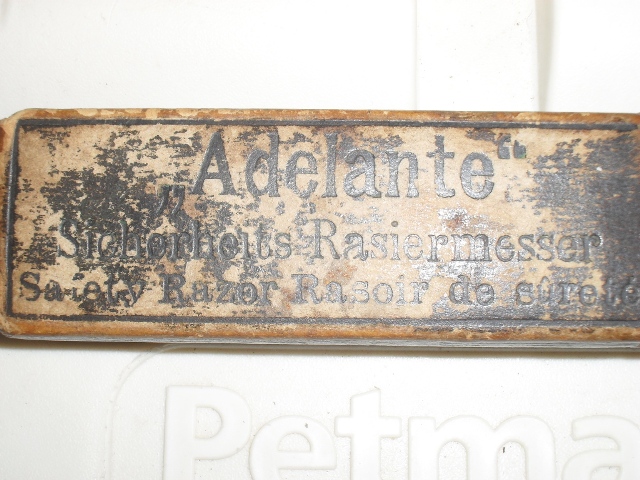 „Adelante“
Sicherheits-Rasiermesser
Safety Razor Rasoir de sûreté
Petma